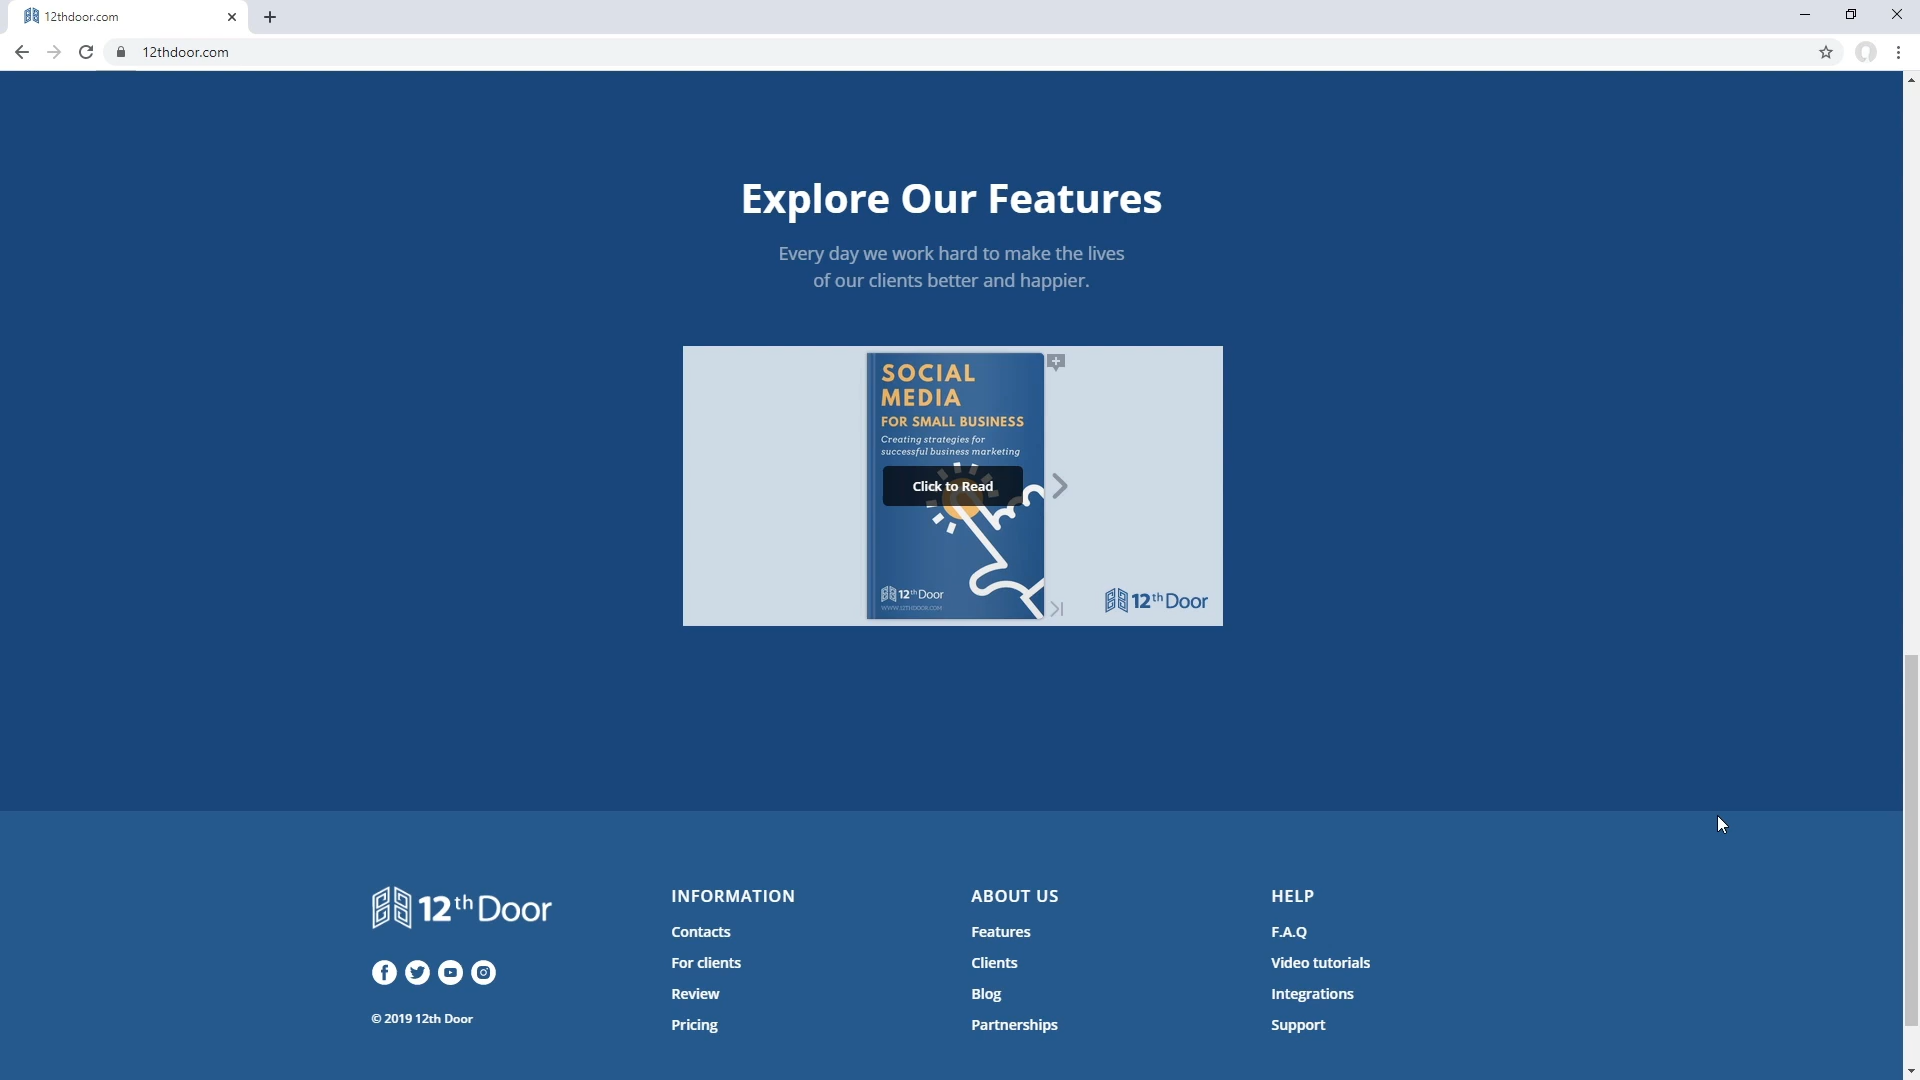 12thdoor.com
12thdoor.com
Explore Our Features
Every day we work hard to make the lives
of our clients better and happier.
SOCIAL
MEDIA
FOR SMALL BUSINESS
Creating strategies for
successful business marketing
Click to Read
12th Door
WWW.12THDOOR.COM
12th Door
12th Door
© 2019 12th Door
INFORMATION
Contacts
For clients
Review
Pricing
ABOUT US
Features
Clients
Blog
Partnerships
HELP
F.A.Q
Video tutorials
Integrations
Support